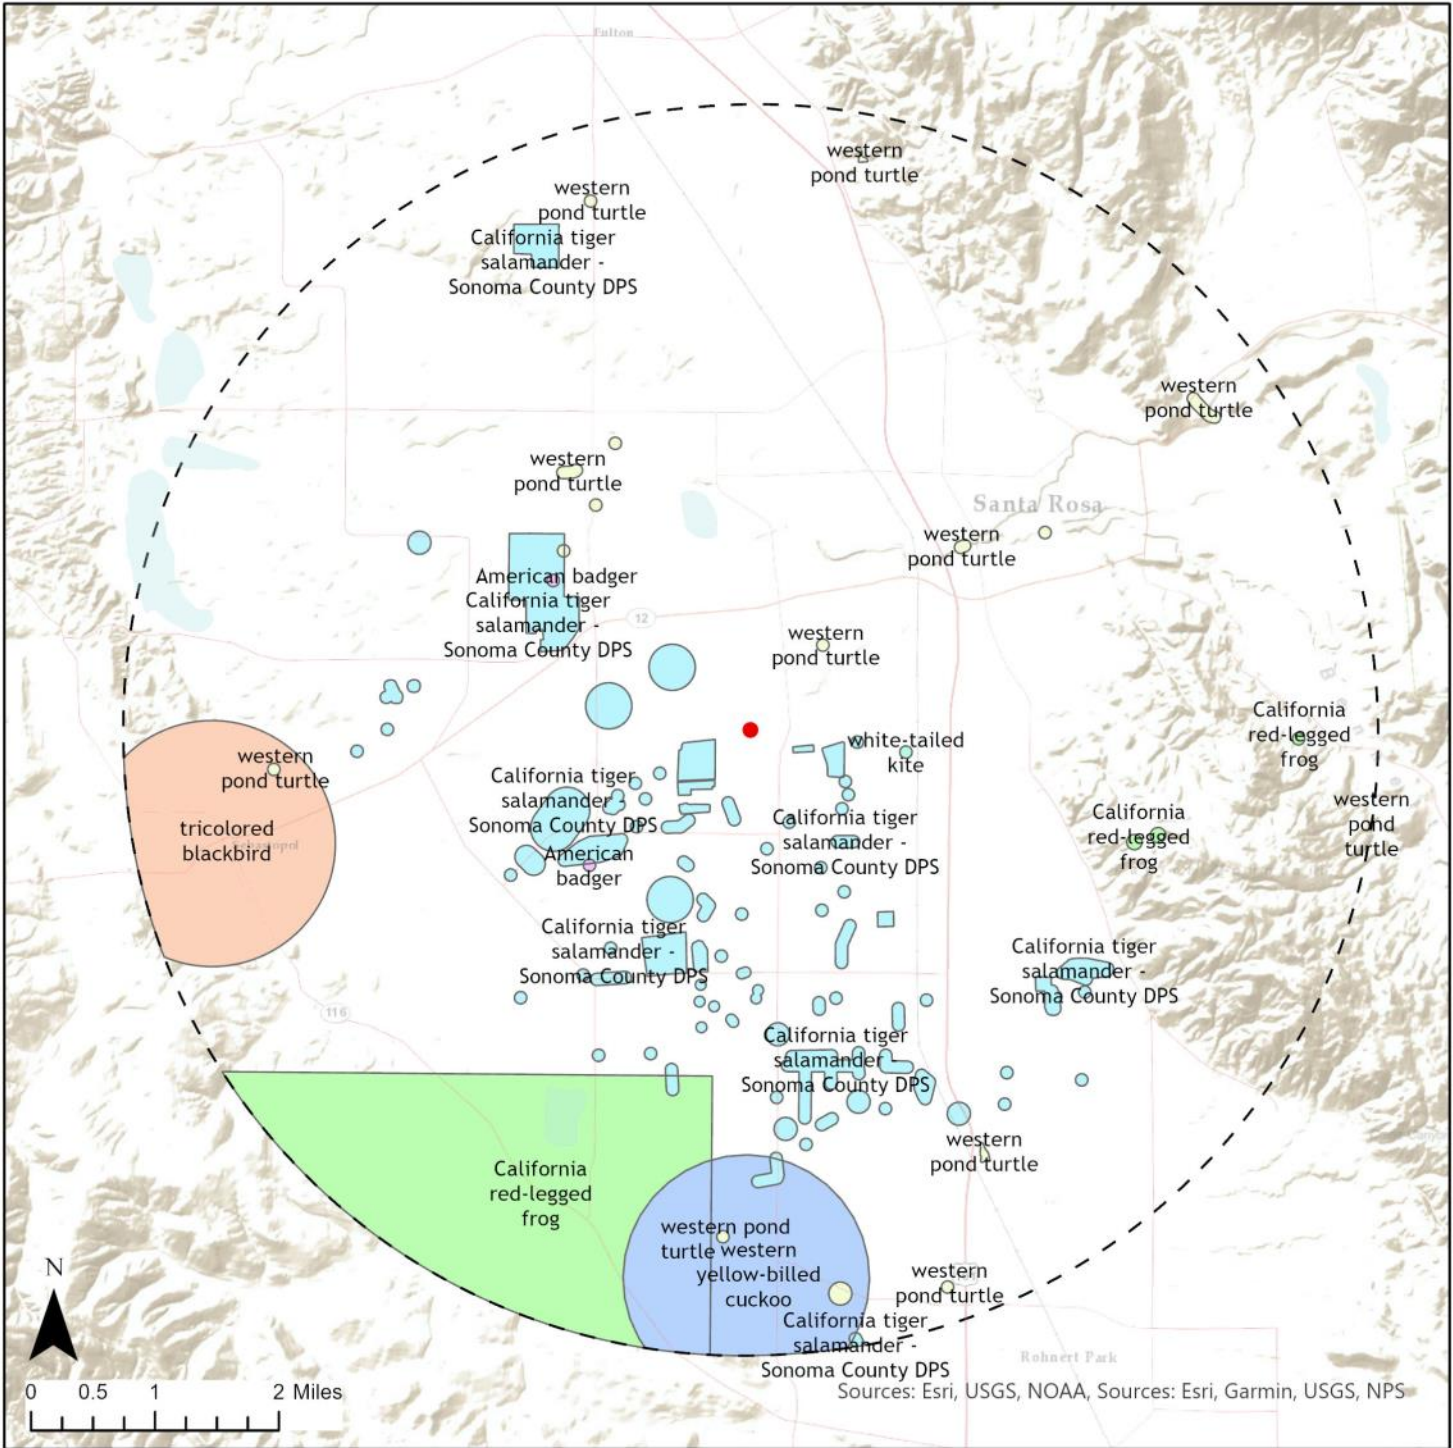 Fulton
western
pond turtle
western
pond turtle
California tiger
salamander -
Sonoma County DPS
western
pond turtle
western
pond turtle
Santa Rosa
western
pond turtle
American badger
California tiger
salamander -
Sonoma County DPS
12
western
pond turtle
California
red-legged
frog
white-tailed
kite
western
pond turtle
California tiger
salamander -
Sonoma County DPS
western
pond
turtle
California
red-legged
frog
California tiger
salamander -
Sonoma County DPS
tricolored
blackbird
American
badger
California tiger
salamander -
Sonoma County DPS
California tiger
salamander -
Sonoma County DPS
116
California tiger
salamander -
Sonoma County DPS
western
pond turtle
California
red-legged
frog
western pond
turtle western
yellow-billed
cuckoo
western
pond turtle
California tiger
salamander -
Sonoma County DPS
Rohnert Park
N
0 0.5 1 2 Miles
Sources: Esri, USGS, NOAA, Sources: Esri, Garmin, USGS, NPS